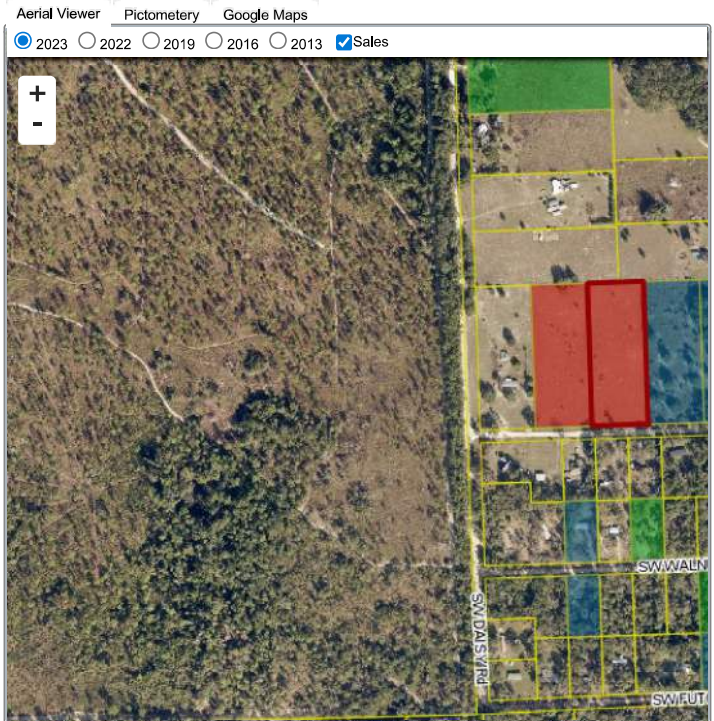 Aerial Viewer Pictometery Google Maps
2023 2022 2019 2016 2013 Sales
+
-
SW WALN
SW DAISY Rd
SW FUT